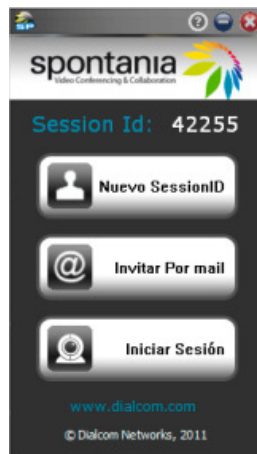 SP
spontania
Video Conferencing & Collaboration
Session Id: 42255
Nuevo SessionID
@ Invitar Por mail
Iniciar Sesión
www.dialcom.com
© Dialcom Networks, 2011